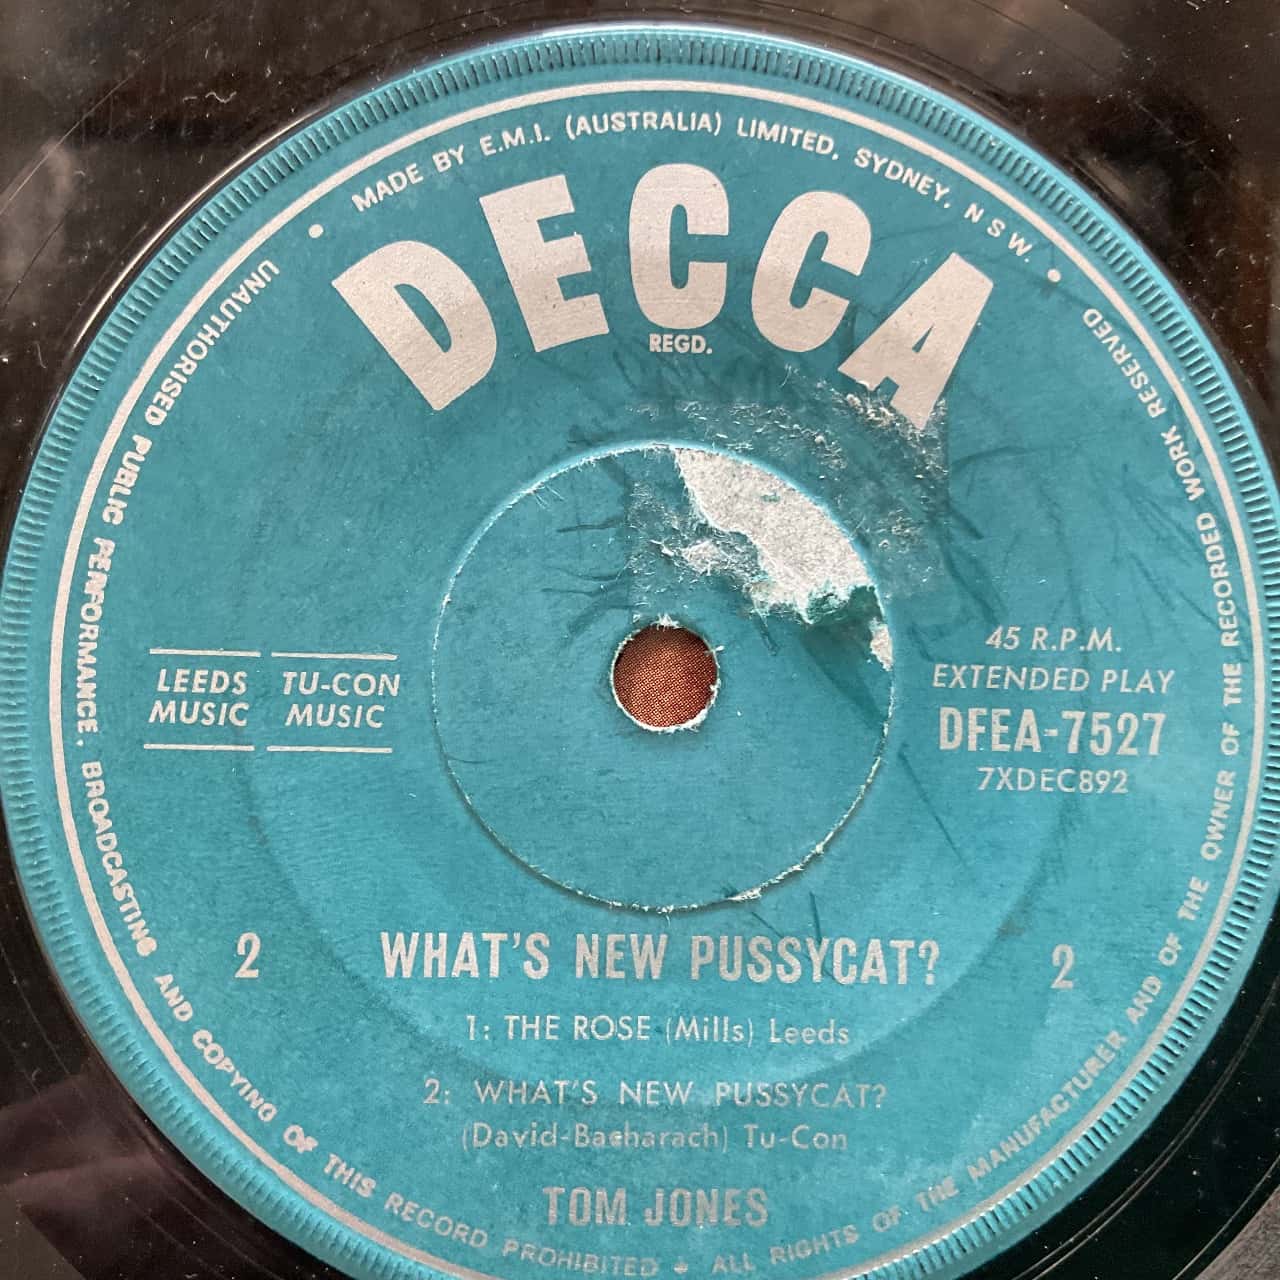 MADE BY E.M.I. (AUSTRALIA) LIMITED, SYDNEY, N S W.
DECCA
REGD.
LEEDS MUSIC
TU-CON MUSIC
45 R.P.M.
EXTENDED PLAY
DFEA-7527
7XDEC892
2 WHAT'S NEW PUSSYCAT? 2
1: THE ROSE (Mills) Leeds
2: WHAT'S NEW PUSSYCAT?
(David-Bacharach) Tu-Con
TOM JONES
UNAUTHORISED PUBLIC PERFORMANCE. BROADCASTING AND COPYING OF THIS RECORD PROHIBITED • ALL RIGHTS OF THE MANUFACTURER AND OF THE OWNER OF THE RECORDED WORK RESERVED